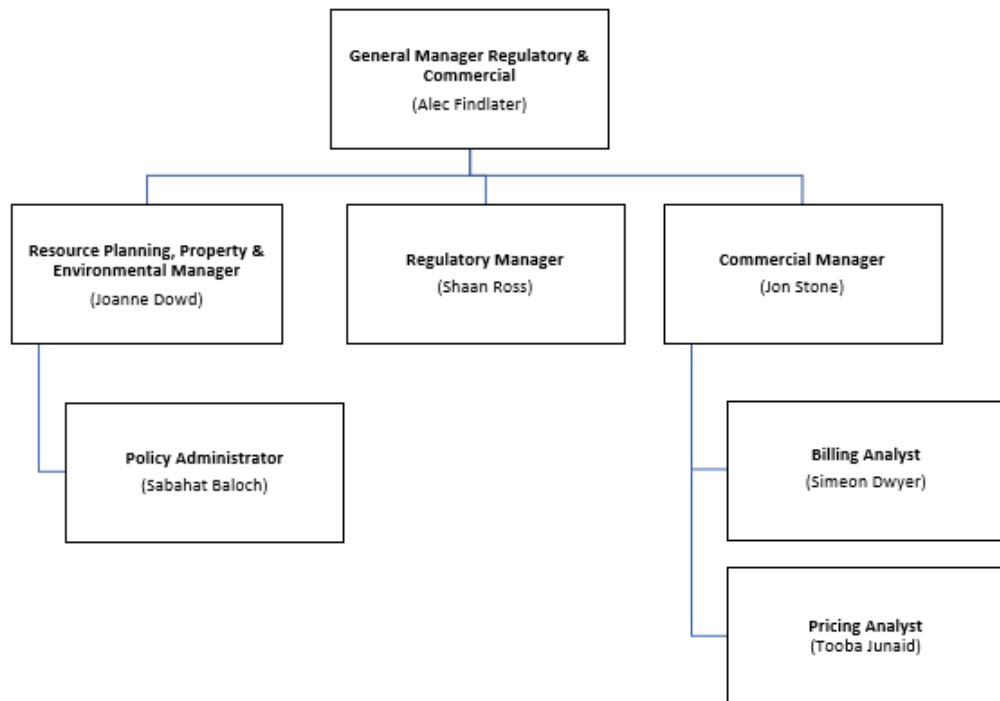 General Manager Regulatory &
Commercial
(Alec Findlater)
Resource Planning, Property &
Environmental Manager
(Joanne Dowd)
Regulatory Manager
(Shaan Ross)
Commercial Manager
(Jon Stone)
Policy Administrator
(Sabahat Baloch)
Billing Analyst
(Simeon Dwyer)
Pricing Analyst
(Tooba Junaid)